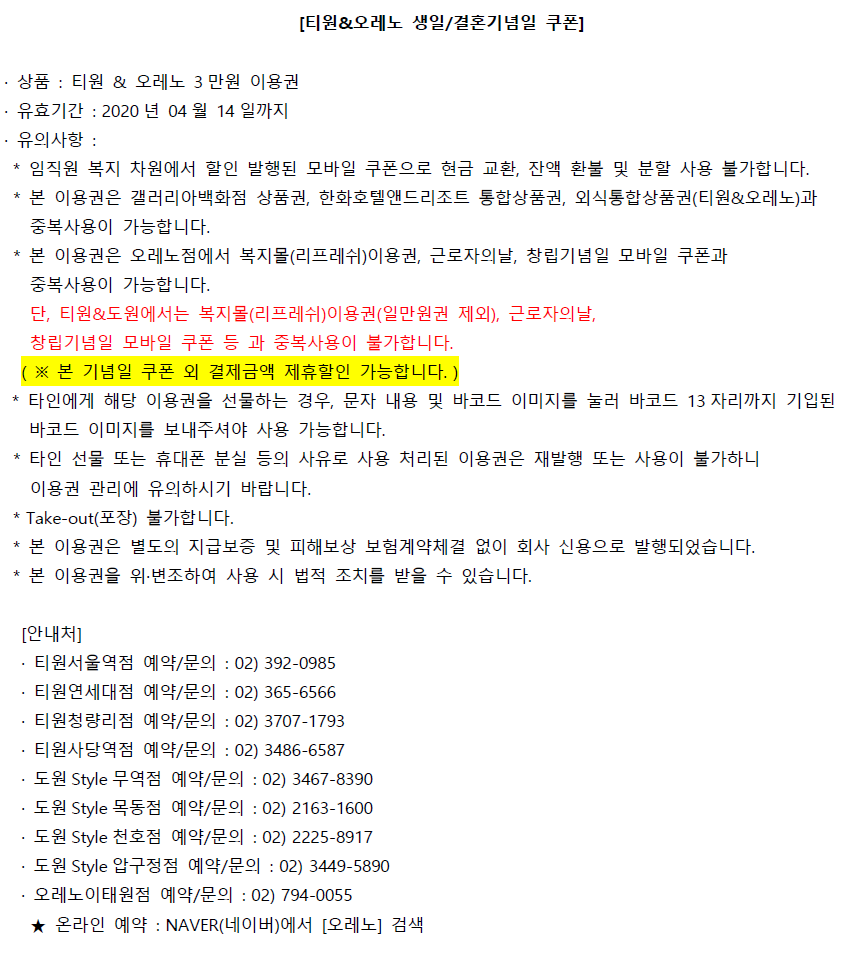 [티원&오레노 생일/결혼기념일 쿠폰]
· 상품 : 티원 & 오레노 3만원 이용권
· 유효기간 : 2020년 04월 14일까지
· 유의사항 :
* 임직원 복지 차원에서 할인 발행된 모바일 쿠폰으로 현금 교환, 잔액 환불 및 분할 사용 불가합니다.
* 본 이용권은 갤러리아백화점 상품권, 한화호텔앤드리조트 통합상품권, 외식통합상품권(티원&오레노)과
중복사용이 가능합니다.
* 본 이용권은 오레노점에서 복지몰(리프레쉬)이용권, 근로자의날, 창립기념일 모바일 쿠폰과
중복사용이 가능합니다.
단, 티원&도원에서는 복지몰(리프레쉬)이용권(일만원권 제외), 근로자의날,
창립기념일 모바일 쿠폰 등 과 중복사용이 불가합니다.
( ※ 본 기념일 쿠폰 외 결제금액 제휴할인 가능합니다. )
* 타인에게 해당 이용권을 선물하는 경우, 문자 내용 및 바코드 이미지를 눌러 바코드 13자리까지 기입된
바코드 이미지를 보내주셔야 사용 가능합니다.
* 타인 선물 또는 휴대폰 분실 등의 사유로 사용 처리된 이용권은 재발행 또는 사용이 불가하니
이용권 관리에 유의하시기 바랍니다.
* Take-out(포장) 불가합니다.
* 본 이용권은 별도의 지급보증 및 피해보상 보험계약체결 없이 회사 신용으로 발행되었습니다.
* 본 이용권을 위·변조하여 사용 시 법적 조치를 받을 수 있습니다.
[안내처]
· 티원서울역점 예약/문의 : 02) 392-0985
· 티원연세대점 예약/문의 : 02) 365-6566
· 티원청량리점 예약/문의 : 02) 3707-1793
· 티원사당역점 예약/문의 : 02) 3486-6587
· 도원 Style 무역점 예약/문의 : 02) 3467-8390
· 도원 Style 목동점 예약/문의 : 02) 2163-1600
· 도원 Style 천호점 예약/문의 : 02) 2225-8917
· 도원 Style 압구정점 예약/문의 : 02) 3449-5890
· 오레노이태원점 예약/문의 : 02) 794-0055
★ 온라인 예약 : NAVER(네이버)에서 [오레노] 검색